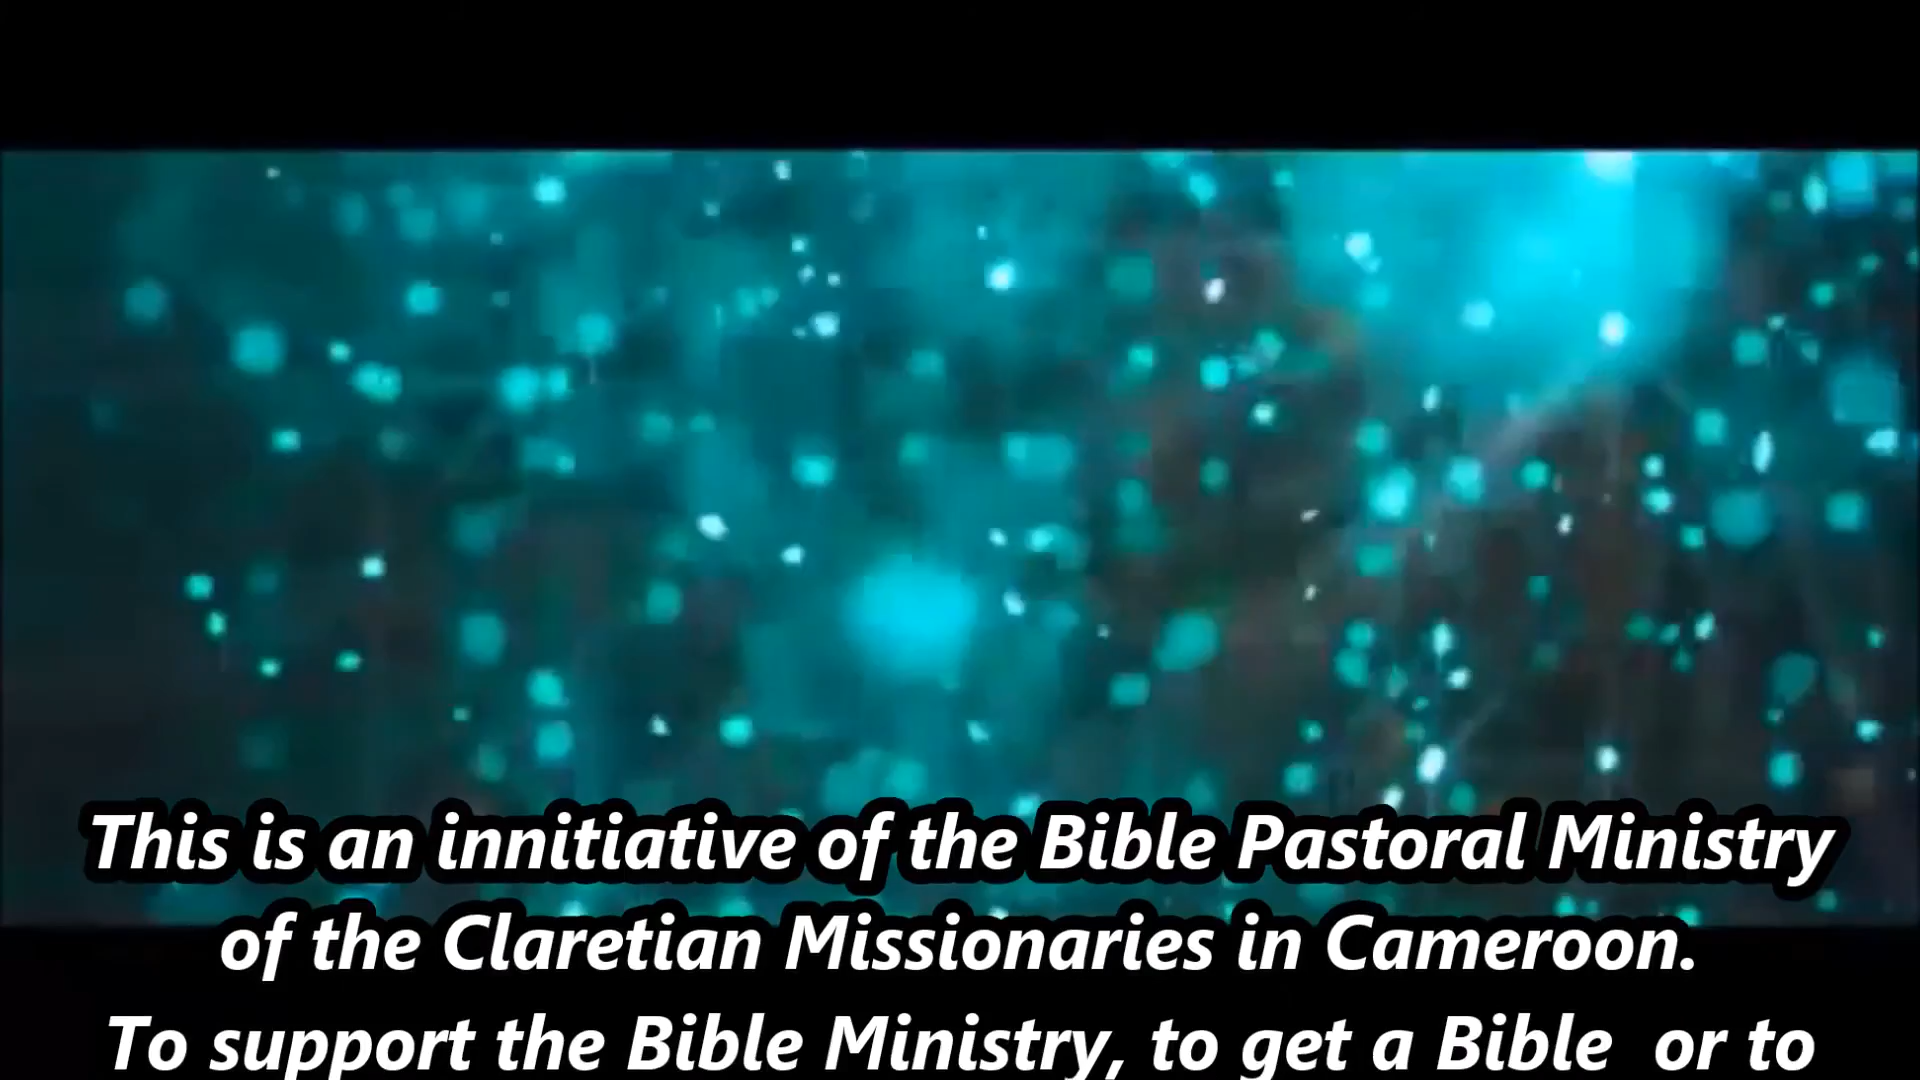 This is an innitiative of the Bible Pastoral Ministry
of the Claretian Missionaries in Cameroon.
To support the Bible Ministry, to get a Bible or to